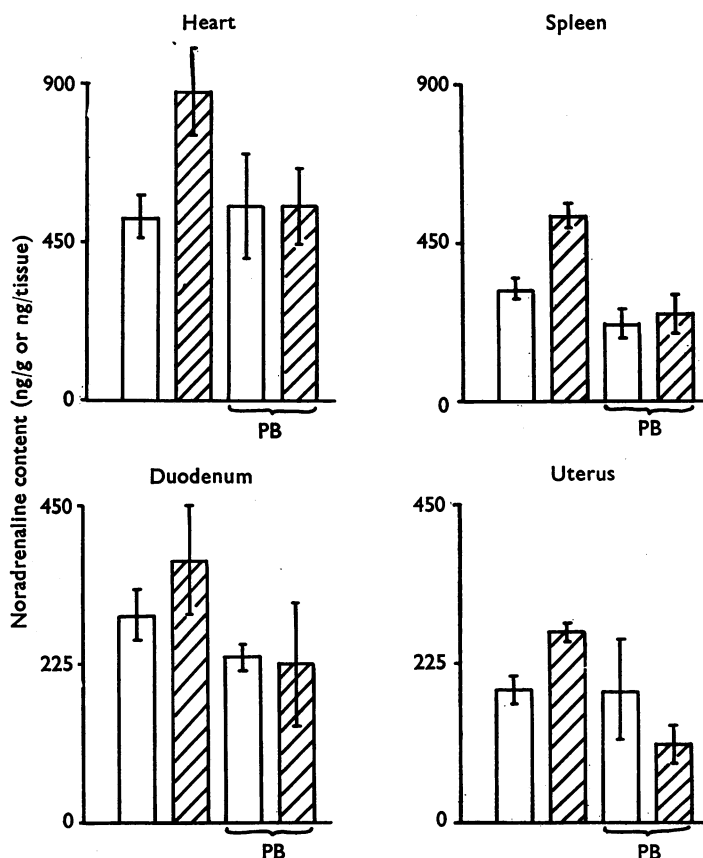 Noradrenaline content (ng/g or ng/tissue)
Heart
900
450
0
PB
Spleen
900
450
0
PB
Duodenum
450
225
0
PB
Uterus
450
225
0
PB